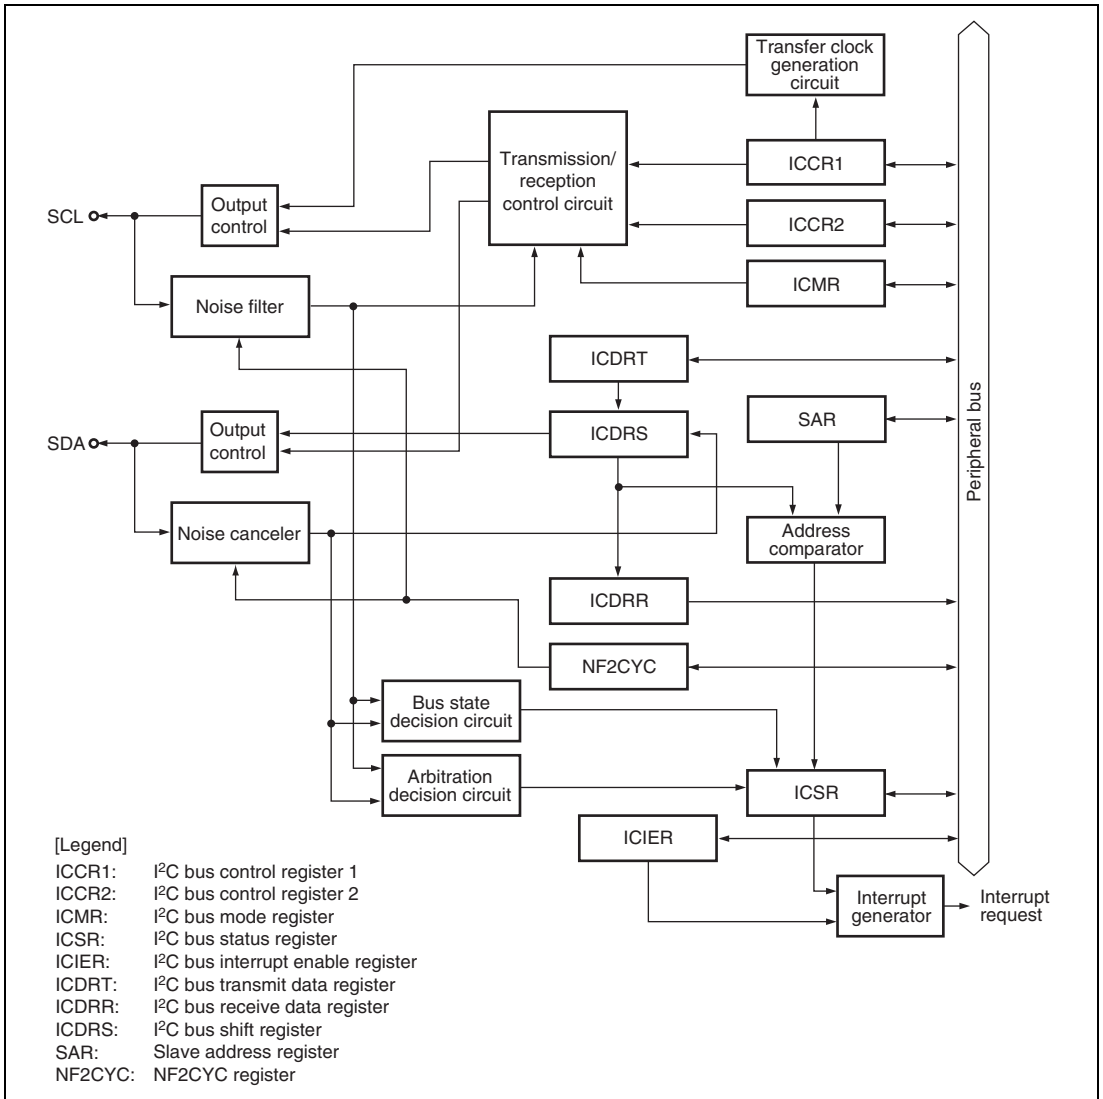 Transfer clock
generation
circuit
Transmission/
reception
control circuit
ICCR1
Output
control
SCL
ICCR2
ICMR
Noise filter
ICDRT
Peripheral bus
SAR
Output
control
SDA
ICDRS
Noise canceler
Address
comparator
ICDRR
NF2CYC
Bus state
decision circuit
Arbitration
decision circuit
ICSR
ICIER
Interrupt
generator
Interrupt
request
[Legend]
ICCR1: I²C bus control register 1
ICCR2: I²C bus control register 2
ICMR: I²C bus mode register
ICSR: I²C bus status register
ICIER: I²C bus interrupt enable register
ICDRT: I²C bus transmit data register
ICDRR: I²C bus receive data register
ICDRS: I²C bus shift register
SAR: Slave address register
NF2CYC: NF2CYC register